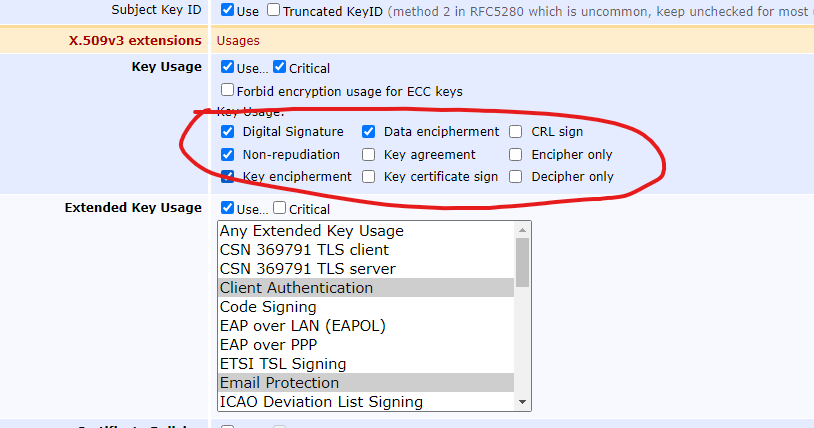 Subject Key ID Use Truncated KeyID (method 2 in RFC5280 which is uncommon, keep unchecked for most
X.509v3 extensions Usages
Key Usage Use... Critical
Forbid encryption usage for ECC keys
Key Usage:
Digital Signature Data encipherment CRL sign
Non-repudiation Key agreement Encipher only
Key encipherment Key certificate sign Decipher only
Extended Key Usage Use... Critical
Any Extended Key Usage
CSN 369791 TLS client
CSN 369791 TLS server
Client Authentication
Code Signing
EAP over LAN (EAPOL)
EAP over PPP
ETSI TSL Signing
Email Protection
ICAO Deviation List Signing